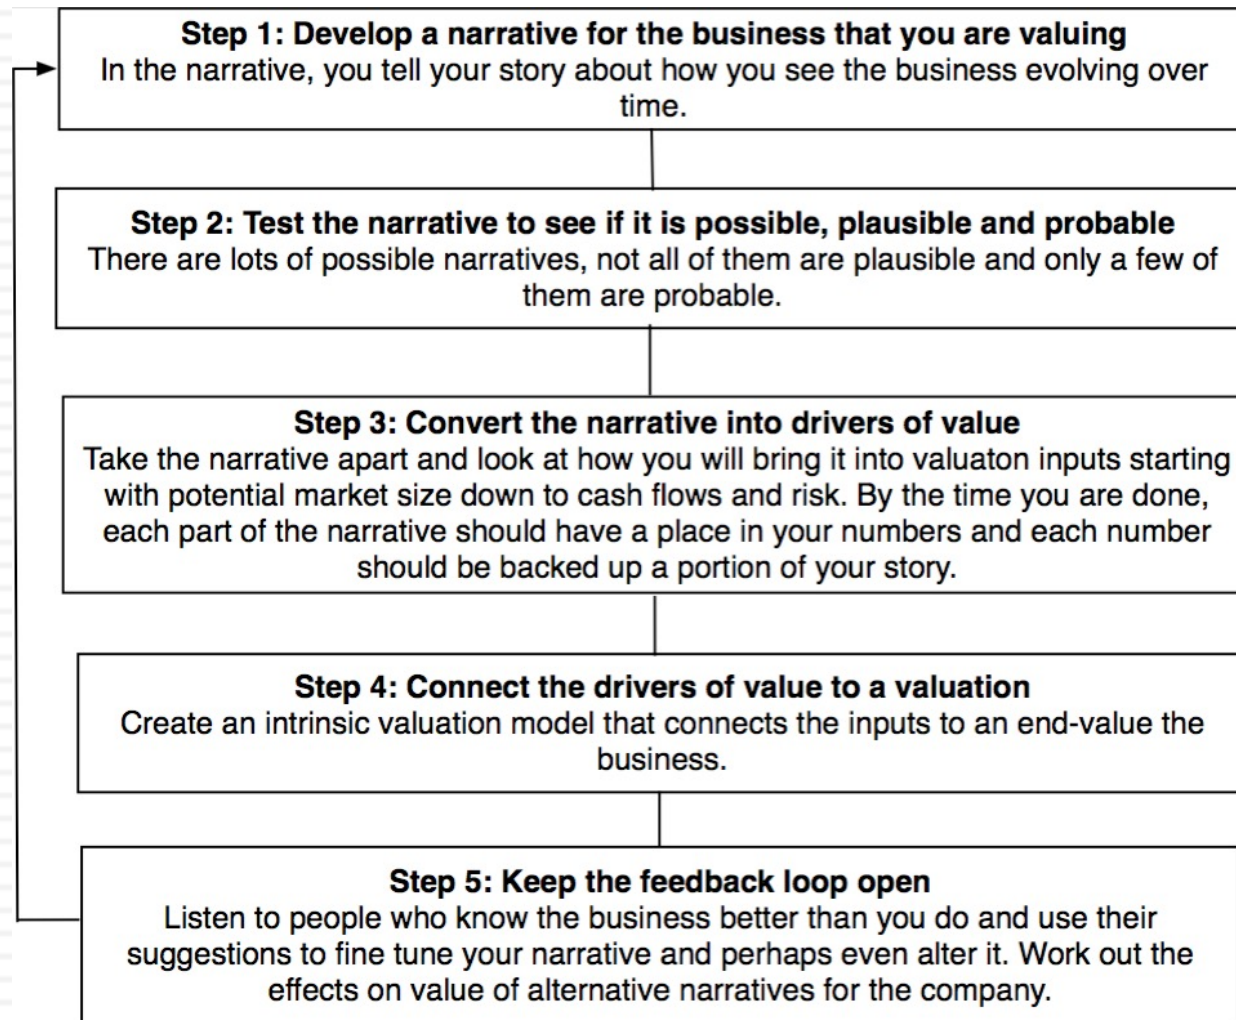 Step 1: Develop a narrative for the business that you are valuing
In the narrative, you tell your story about how you see the business evolving over
time.
Step 2: Test the narrative to see if it is possible, plausible and probable
There are lots of possible narratives, not all of them are plausible and only a few of
them are probable.
Step 3: Convert the narrative into drivers of value
Take the narrative apart and look at how you will bring it into valuaton inputs starting
with potential market size down to cash flows and risk. By the time you are done,
each part of the narrative should have a place in your numbers and each number
should be backed up a portion of your story.
Step 4: Connect the drivers of value to a valuation
Create an intrinsic valuation model that connects the inputs to an end-value the
business.
Step 5: Keep the feedback loop open
Listen to people who know the business better than you do and use their
suggestions to fine tune your narrative and perhaps even alter it. Work out the
effects on value of alternative narratives for the company.